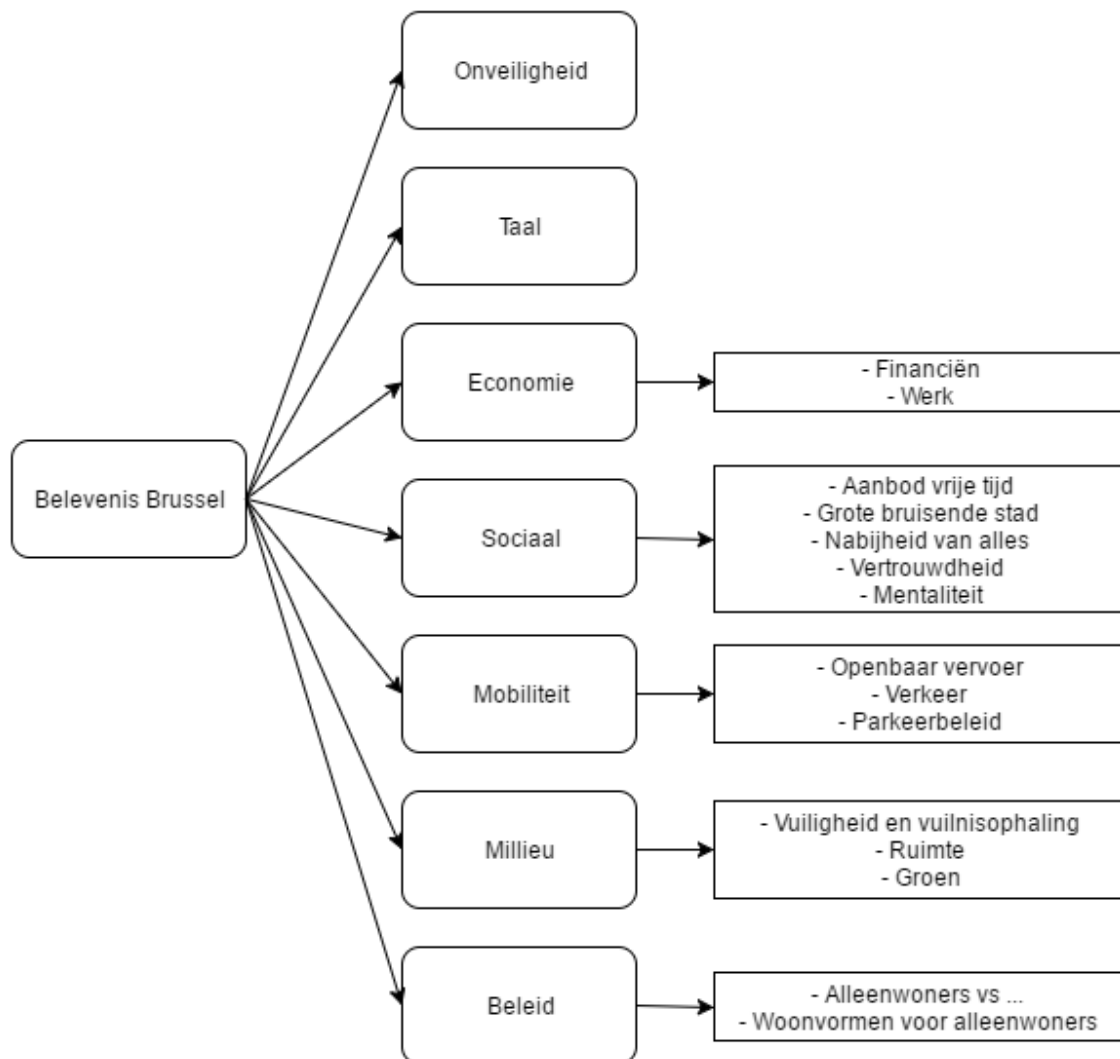 Onveiligheid
Taal
Economie
- Financiën
- Werk
Belevenis Brussel
Sociaal
- Aanbod vrije tijd
- Grote bruisende stad
- Nabijheid van alles
- Vertrouwdheid
- Mentaliteit
Mobiliteit
- Openbaar vervoer
- Verkeer
- Parkeerbeleid
Millieu
- Vuiligheid en vuilnisophaling
- Ruimte
- Groen
Beleid
- Alleenwoners vs ...
- Woonvormen voor alleenwoners